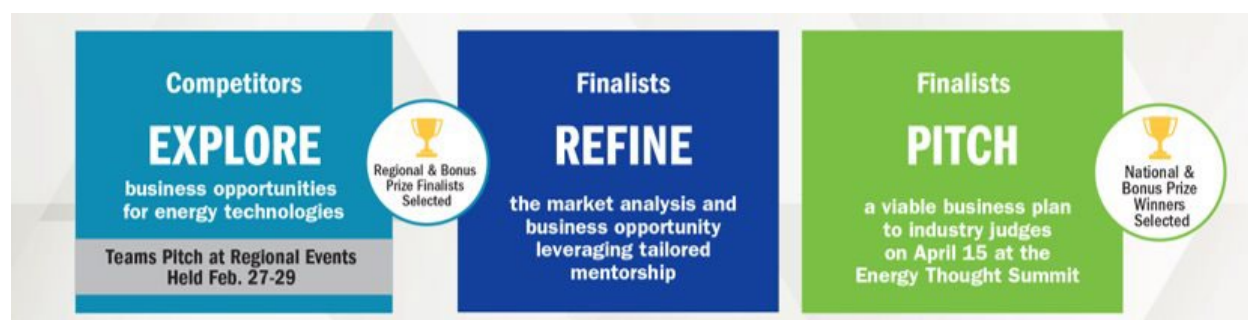 Competitors
EXPLORE
business opportunities
for energy technologies
Teams Pitch at Regional Events
Held Feb. 27-29
Regional & Bonus
Prize Finalists
Selected
Finalists
REFINE
the market analysis and
business opportunity
leveraging tailored
mentorship
Finalists
PITCH
a viable business plan
to industry judges
on April 15 at the
Energy Thought Summit
National &
Bonus Prize
Winners
Selected